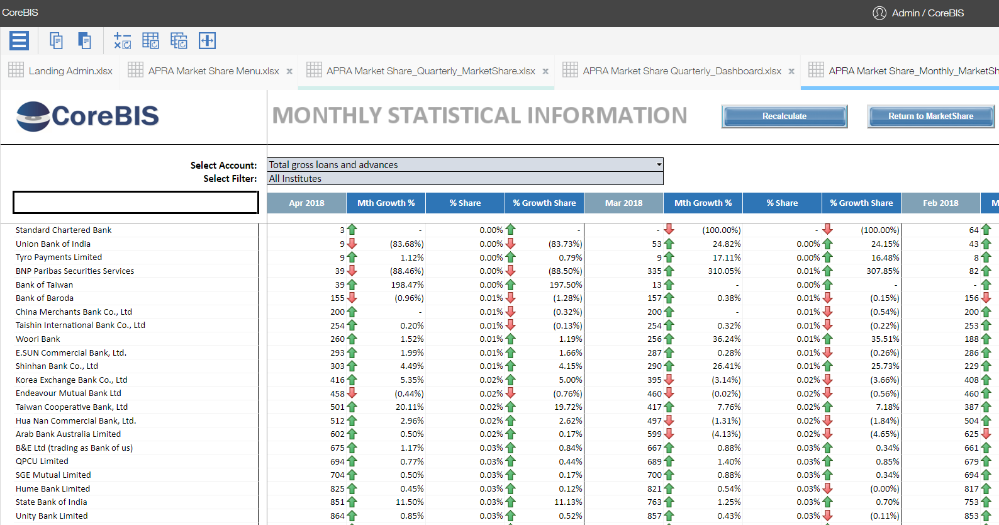 CoreBIS Admin / CoreBIS
Landing Admin.xlsx APRA Market Share Menu.xlsx x APRA Market Share_Quarterly_MarketShare.xlsx x APRA Market Share Quarterly_Dashboard.xlsx x APRA Market Share_Monthly_MarketSh
CoreBIS MONTHLY STATISTICAL INFORMATION Recalculate Return to MarketShare
Select Account: Total gross loans and advances
Select Filter: All Institutes
Apr 2018 Mth Growth % % Share % Growth Share Mar 2018 Mth Growth % % Share % Growth Share Feb 2018 M
Standard Chartered Bank 3 - 0.00% - - (100.00%) - (100.00%) 64
Union Bank of India 9 (83.68%) 0.00% (83.73%) 53 24.82% 0.00% 24.15% 43
Tyro Payments Limited 9 1.12% 0.00% 0.79% 9 17.11% 0.00% 16.48% 8
BNP Paribas Securities Services 39 (88.46%) 0.00% (88.50%) 335 310.05% 0.01% 307.85% 82
Bank of Taiwan 39 198.47% 0.00% 197.50% 13 - 0.00% - -
Bank of Baroda 155 (0.96%) 0.01% (1.28%) 157 0.38% 0.01% (0.15%) 156
China Merchants Bank Co., Ltd 200 - 0.01% (0.32%) 200 - 0.01% (0.54%) 200
Taishin International Bank Co., Ltd 254 0.20% 0.01% (0.13%) 254 0.32% 0.01% (0.22%) 253
Woori Bank 260 1.52% 0.01% 1.19% 256 36.24% 0.01% 35.51% 188
E.SUN Commercial Bank, Ltd. 293 1.99% 0.01% 1.66% 287 0.28% 0.01% (0.26%) 286
Shinhan Bank Co., Ltd 303 4.49% 0.01% 4.15% 290 26.41% 0.01% 25.73% 229
Korea Exchange Bank Co., Ltd 416 5.35% 0.02% 5.00% 395 (3.14%) 0.02% (3.66%) 408
Endeavour Mutual Bank Ltd 458 (0.44%) 0.02% (0.76%) 460 (0.02%) 0.02% (0.56%) 460
Taiwan Cooperative Bank, Ltd 501 20.11% 0.02% 19.72% 417 7.76% 0.02% 7.18% 387
Hua Nan Commercial Bank, Ltd. 512 2.96% 0.02% 2.62% 497 (1.31%) 0.02% (1.84%) 504
Arab Bank Australia Limited 602 0.50% 0.02% 0.17% 599 (4.13%) 0.02% (4.65%) 625
B&E Ltd (trading as Bank of us) 675 1.17% 0.03% 0.84% 667 0.88% 0.03% 0.34% 661
QPCU Limited 694 0.77% 0.03% 0.44% 689 1.40% 0.03% 0.85% 679
SGE Mutual Limited 704 0.50% 0.03% 0.17% 700 0.88% 0.03% 0.34% 694
Hume Bank Limited 825 0.45% 0.03% 0.12% 821 0.54% 0.03% (0.00%) 817
State Bank of India 851 11.50% 0.03% 11.13% 763 1.25% 0.03% 0.70% 753
Unity Bank Limited 864 0.85% 0.03% 0.52% 857 0.43% 0.03% (0.11%) 853